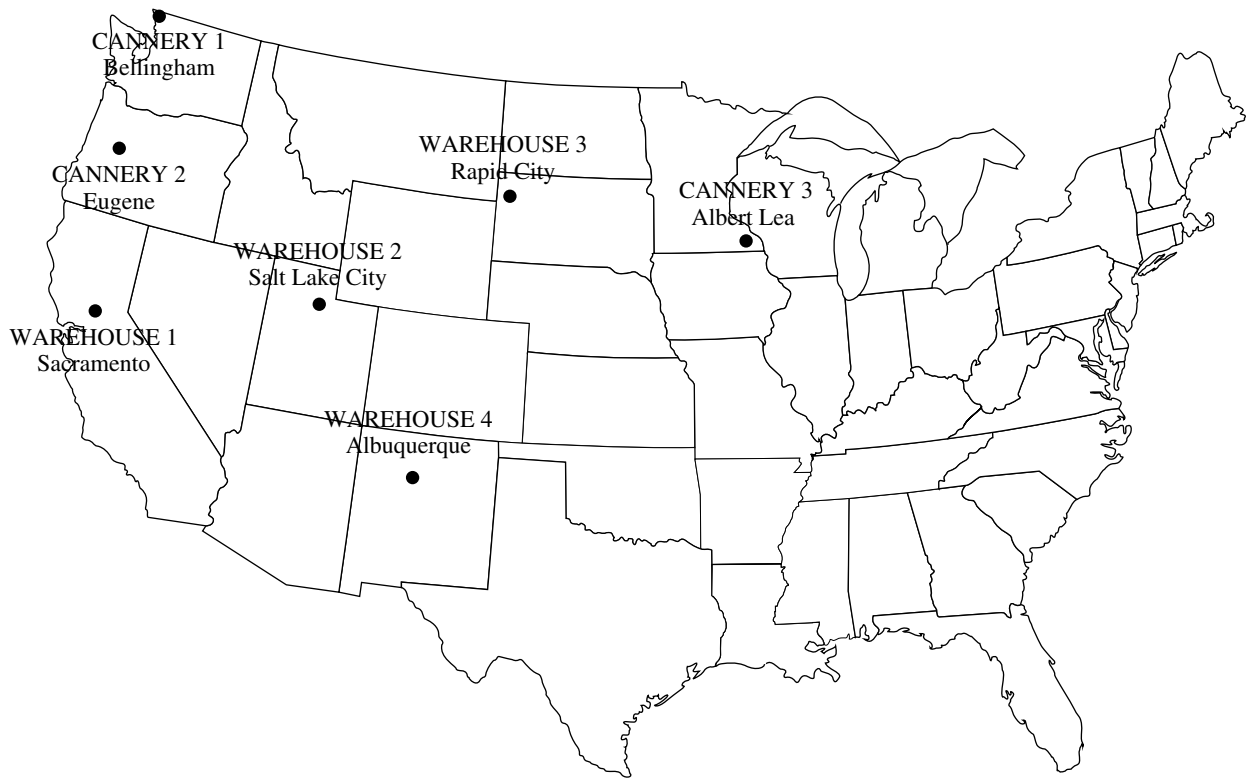 CANNERY 1
Bellingham
WAREHOUSE 3
Rapid City
CANNERY 2
Eugene
CANNERY 3
Albert Lea
WAREHOUSE 2
Salt Lake City
WAREHOUSE 1
Sacramento
WAREHOUSE 4
Albuquerque